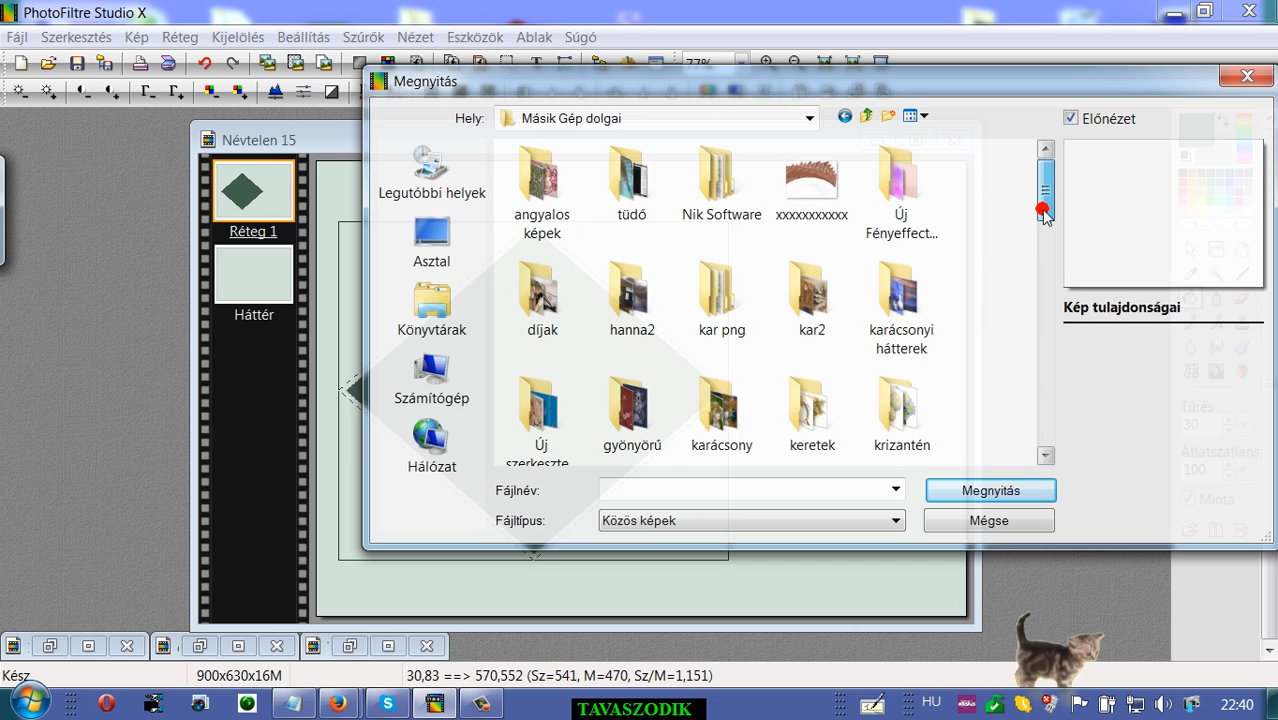 PhotoFiltre Studio X
Fájl Szerkesztés Kép Réteg Kijelölés Beállítás Szűrők Nézet Eszközök Ablak Súgó
77%
Megnyitás
Hely: Másik Gép dolgai
Előnézet
Névtelen 15
Réteg 1
Háttér
Legutóbbi helyek
Asztal
Könyvtárak
Számítógép
Hálózat
angyalos
képek
tüdő
Nik Software
xxxxxxxxxxx
Új
Fényeffect...
díjak
hanna2
kar png
kar2
karácsonyi
hátterek
Új
szerkeszte...
gyönyörű
karácsony
keretek
krizantén
Kép tulajdonságai
Fájlnév:
Megnyitás
Fájltípus: Közös képek
Mégse
Tűrés
30
Átlátszatlans
100
Minta
Kész
900x630x16M
30,83 ==> 570,552 (Sz=541, M=470, Sz/M=1,151)
TAVASZODIK
HU
22:40